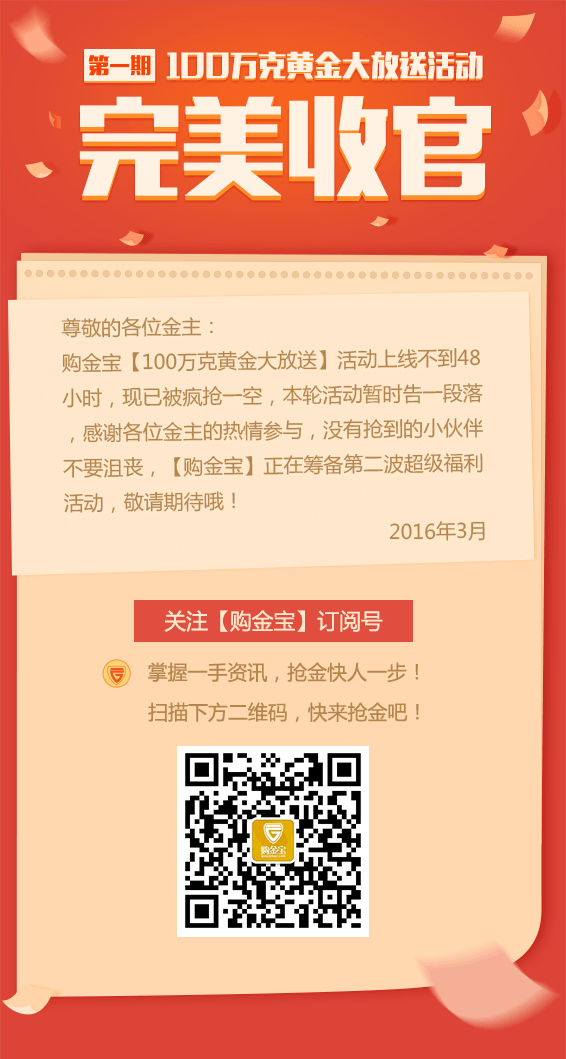 第一期 100万克黄金大放送活动
完美收官
尊敬的各位金主：
购金宝【100万克黄金大放送】活动上线不到48
小时，现已被疯抢一空，本轮活动暂时告一段落
，感谢各位金主的热情参与，没有抢到的小伙伴
不要沮丧，【购金宝】正在筹备第二波超级福利
活动，敬请期待哦！
2016年3月
关注【购金宝】订阅号
掌握一手资讯，抢金快人一步！
扫描下方二维码，快来抢金吧！
购金宝